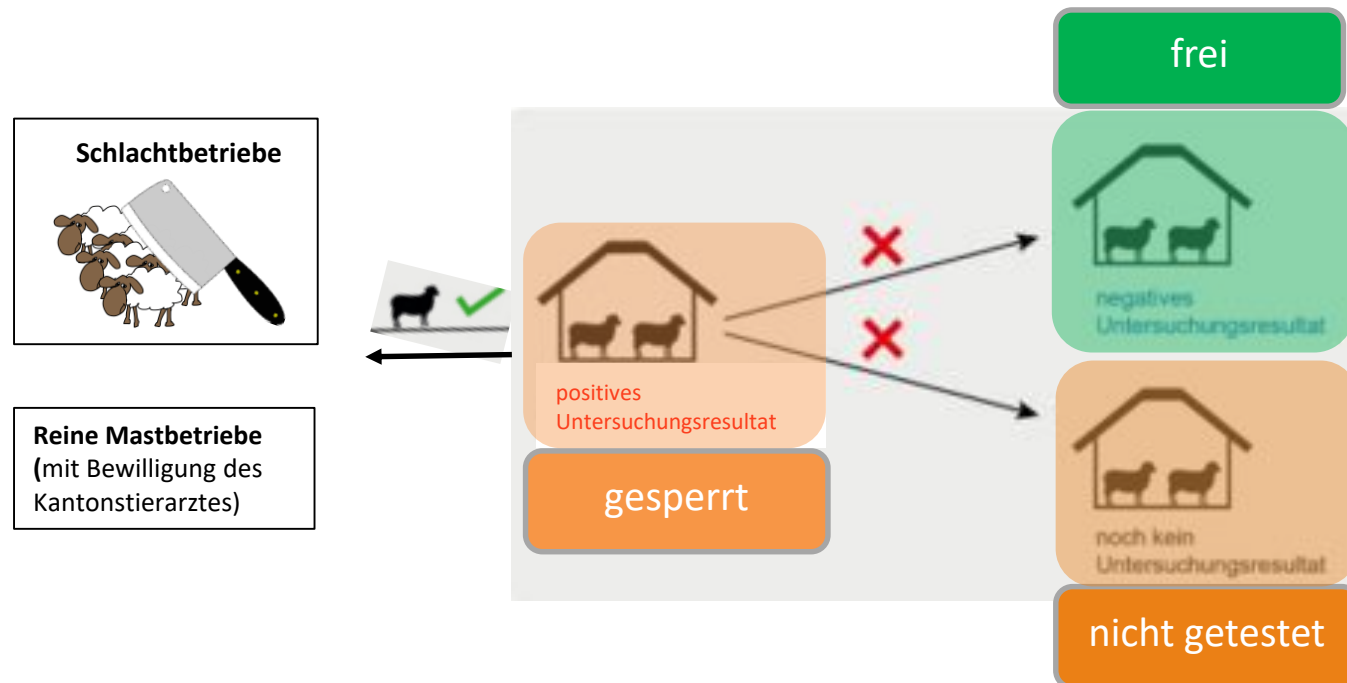 frei
Schlachtbetriebe
negatives
Untersuchungsresultat
positives
Untersuchungsresultat
Reine Mastbetriebe
(mit Bewilligung des
Kantonstierarztes)
gesperrt
noch kein
Untersuchungsresultat
nicht getestet